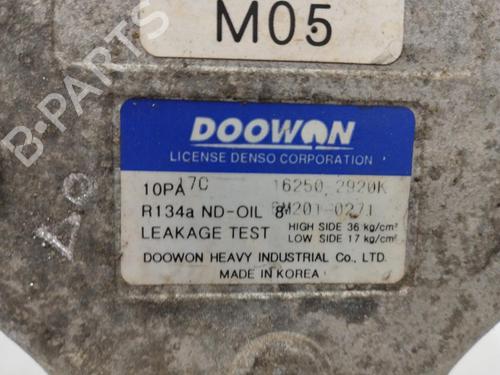 M05
B-PARTS
DOOWON
LICENSE DENSO CORPORATION
10PA17C 16250 2920K
R134a ND-OIL 8
LEAKAGE TEST HIGH SIDE 36 kg/cm²
LOW SIDE 17 kg/cm²
DOOWON HEAVY INDUSTRIAL Co., LTD.
MADE IN KOREA